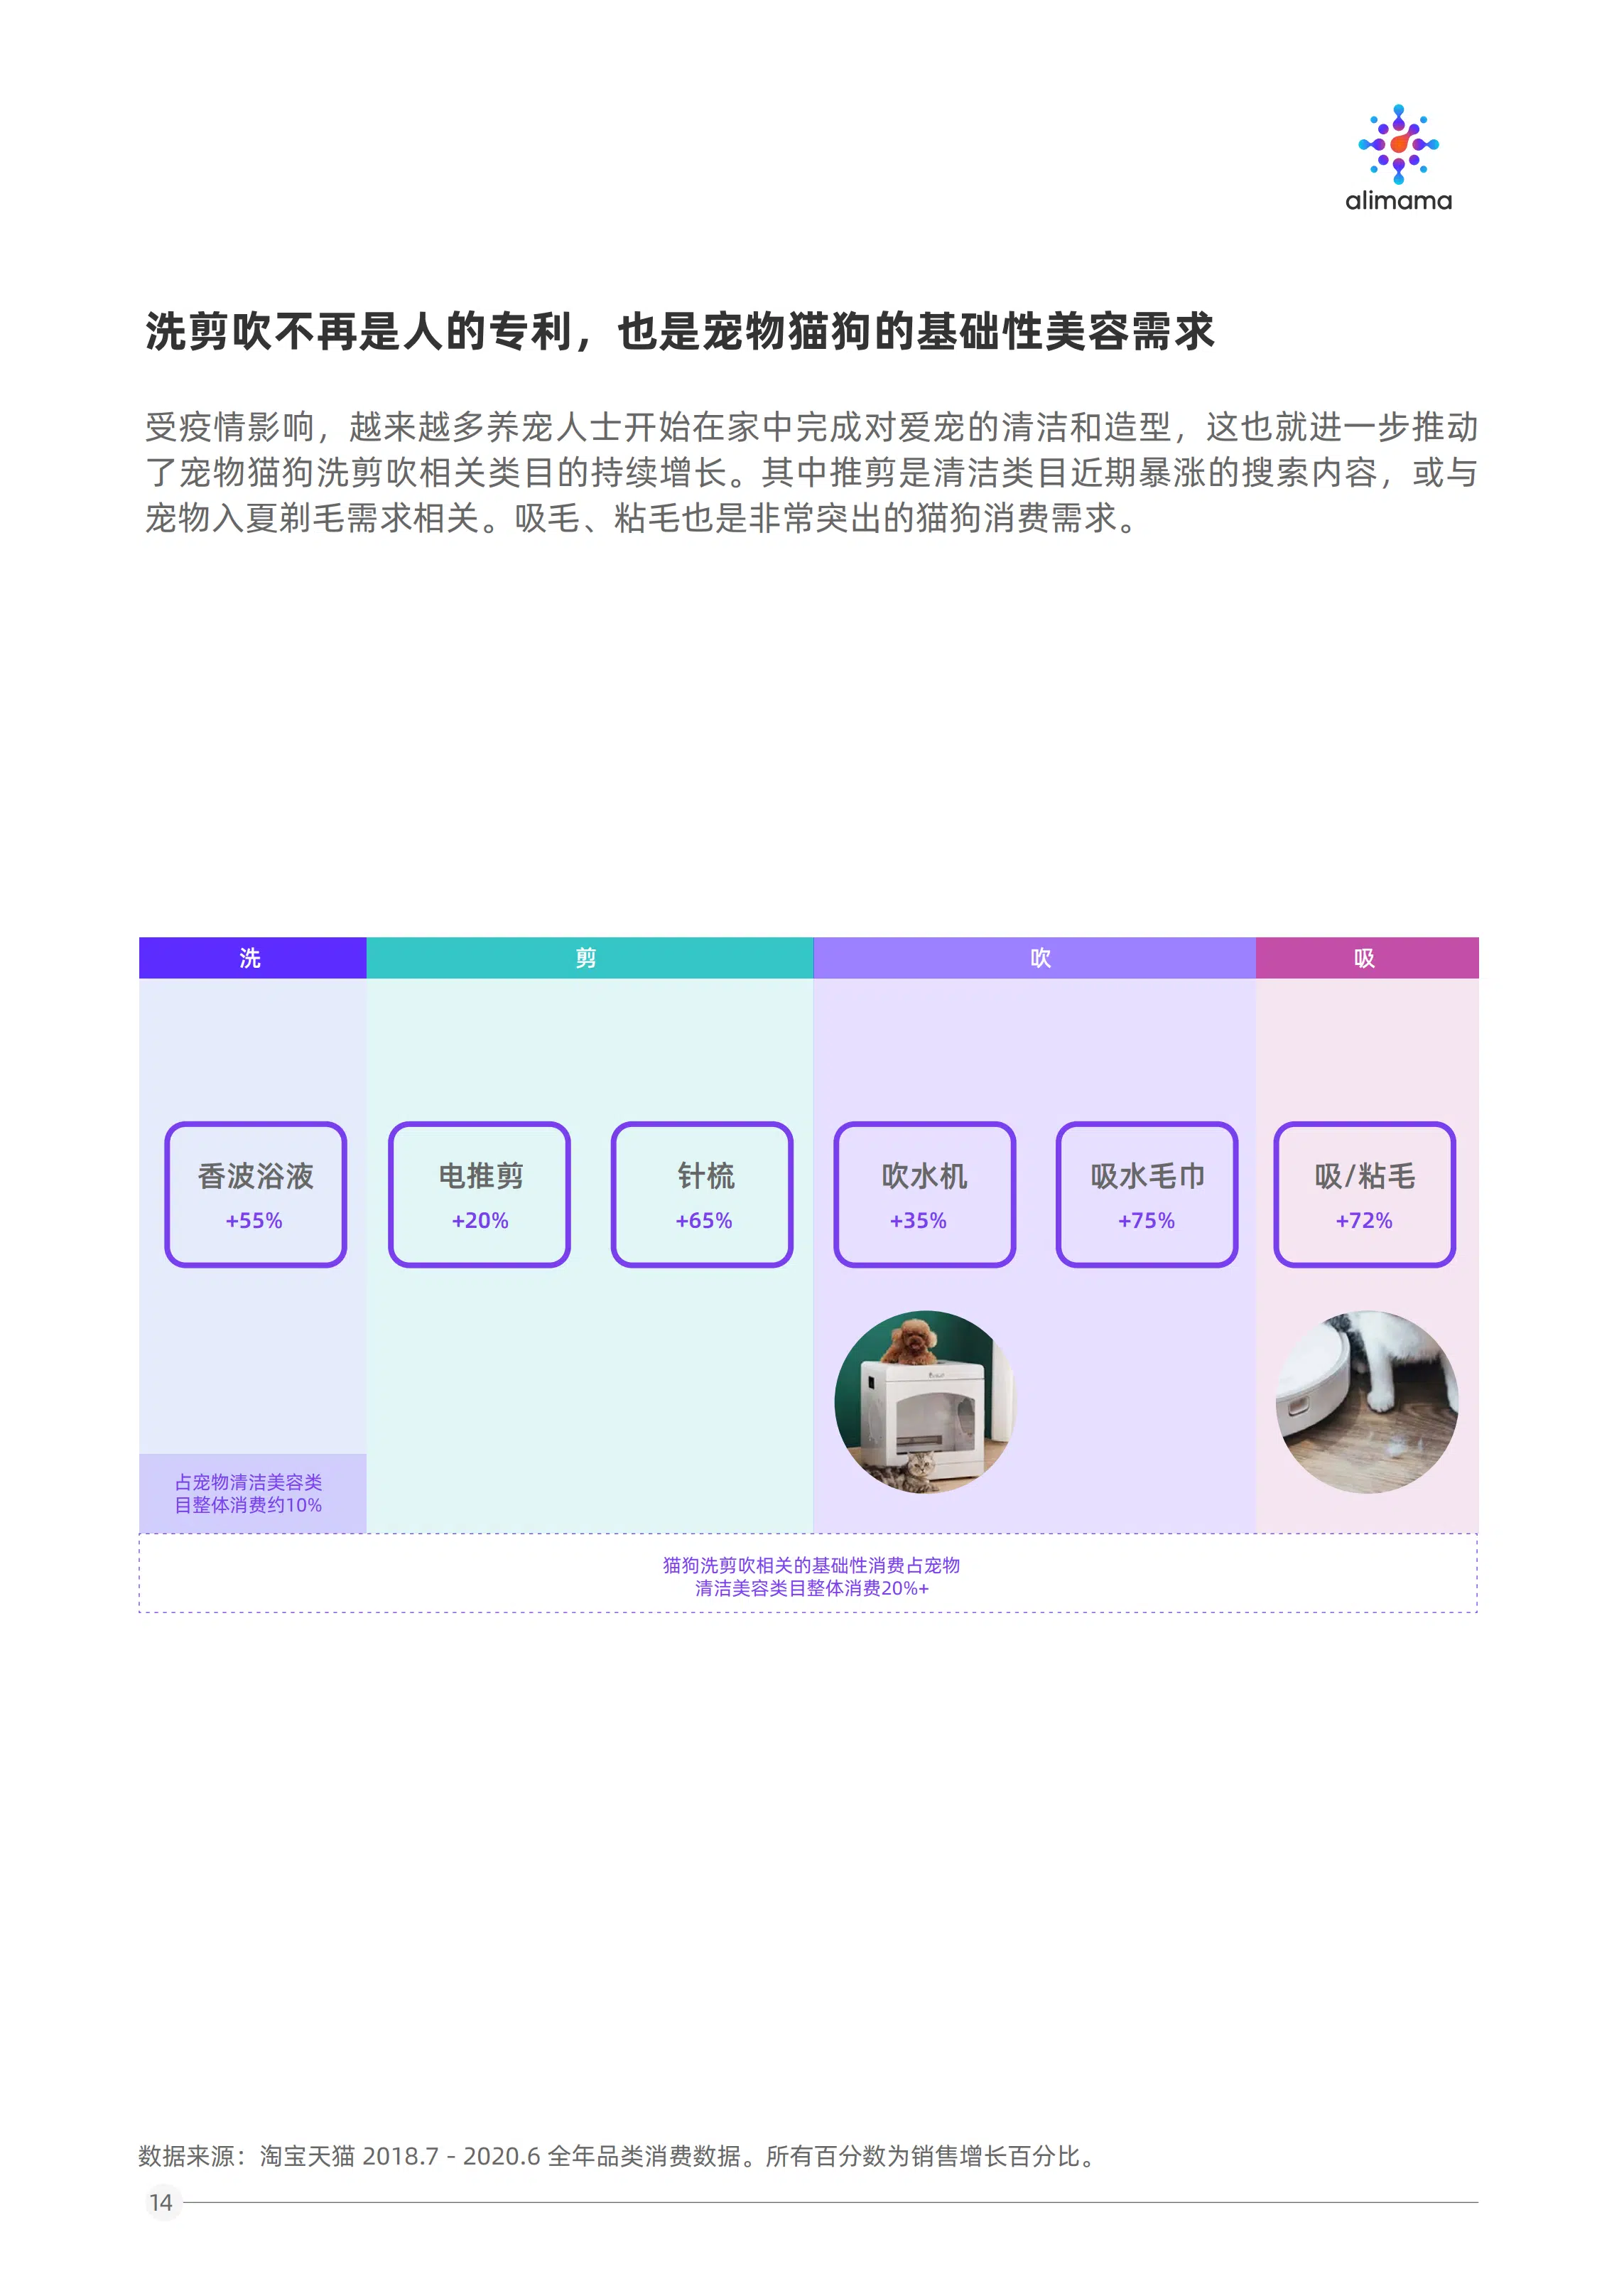 alimama
洗剪吹不再是人的专利，也是宠物猫狗的基础性美容需求
受疫情影响，越来越多养宠人士开始在家中完成对爱宠的清洁和造型，这也就进一步推动
了宠物猫狗洗剪吹相关类目的持续增长。其中推剪是清洁类目近期暴涨的搜索内容，或与
宠物入夏剃毛需求相关。吸毛、粘毛也是非常突出的猫狗消费需求。
洗
剪
吹
吸
香波浴液
+55%
电推剪
+20%
针梳
+65%
吹水机
+35%
吸水毛巾
+75%
吸/粘毛
+72%
占宠物清洁美容类
目整体消费约10%
猫狗洗剪吹相关的基础性消费占宠物
清洁美容类目整体消费20%+
数据来源：淘宝天猫 2018.7 - 2020.6 全年品类消费数据。所有百分数为销售增长百分比。
14